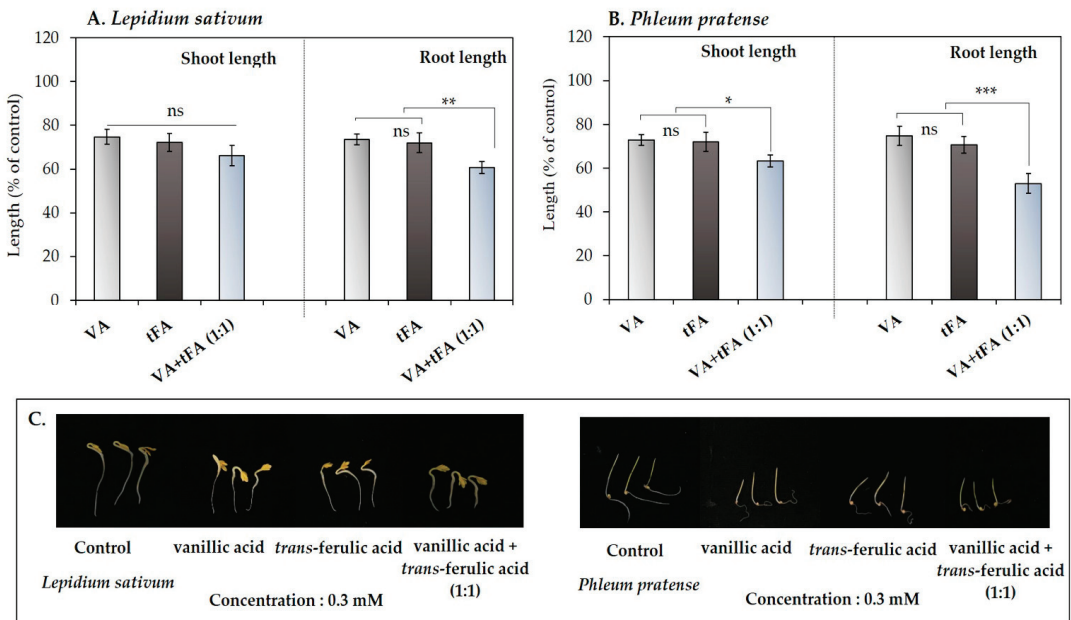 A. Lepidium sativum
120
100
80
60
40
20
0
Length (% of control)
Shoot length
Root length
ns
ns
**
VA
tFA
VA+tFA (1:1)
VA
tFA
VA+tFA (1:1)
B. Phleum pratense
120
100
80
60
40
20
0
Length (% of control)
Shoot length
Root length
ns
*
ns
***
VA
tFA
VA+tFA (1:1)
VA
tFA
VA+tFA (1:1)
C.
Control
vanillic acid
trans-ferulic acid
vanillic acid +
trans-ferulic acid
(1:1)
Lepidium sativum
Concentration : 0.3 mM
Control
vanillic acid
trans-ferulic acid
vanillic acid +
trans-ferulic acid
(1:1)
Phleum pratense
Concentration : 0.3 mM